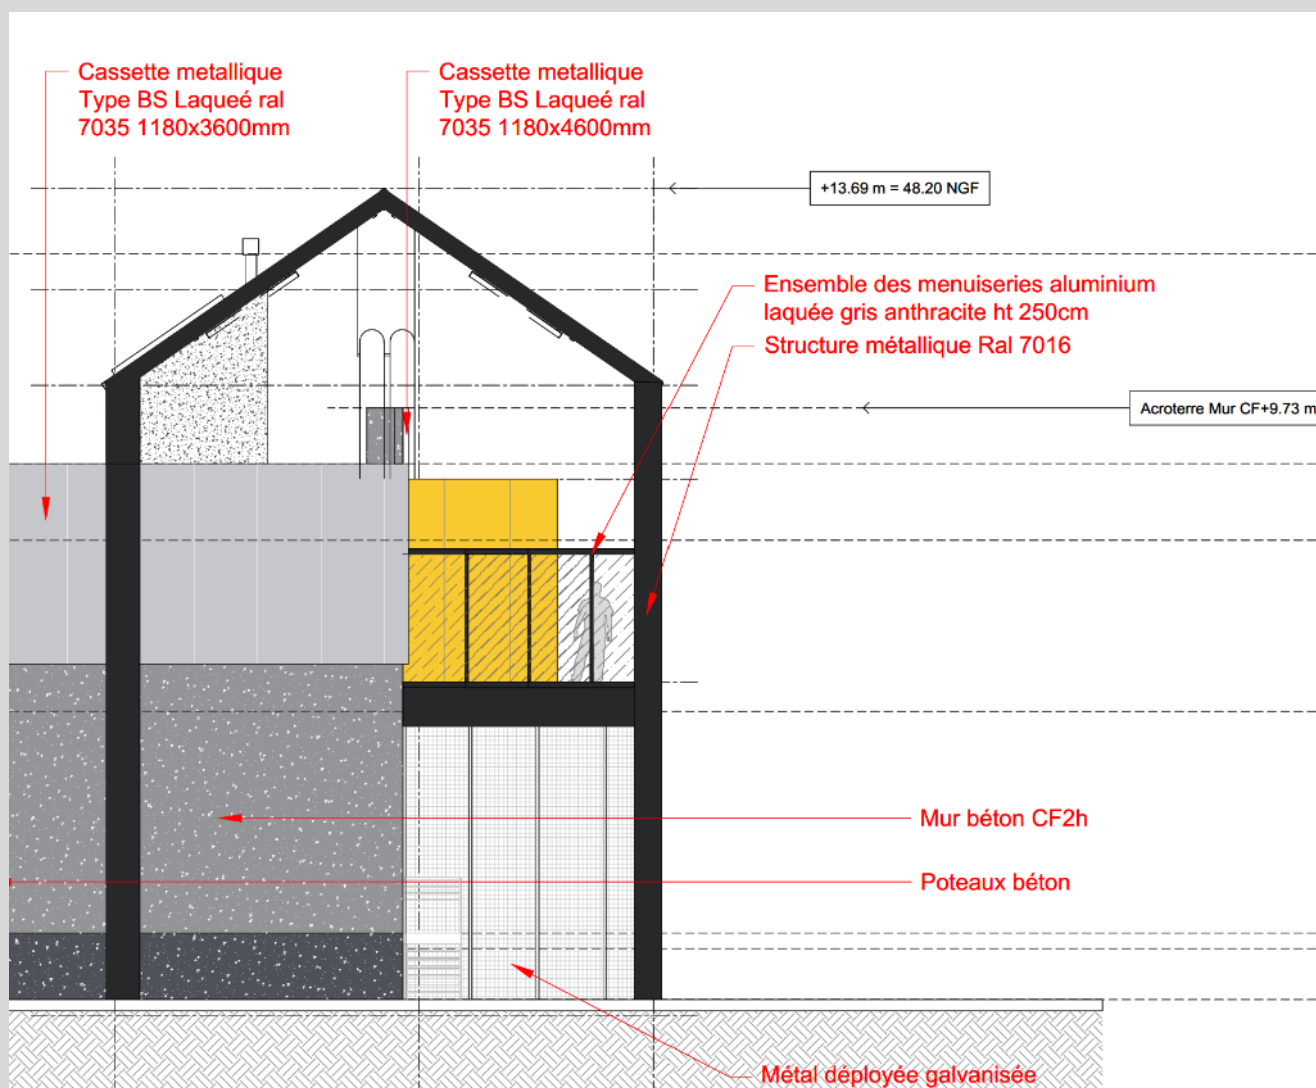 Cassette metallique
Type BS Laqueé ral
7035 1180x3600mm
Cassette metallique
Type BS Laqueé ral
7035 1180x4600mm
+13.69 m = 48.20 NGF
Ensemble des menuiseries aluminium
laquée gris anthracite ht 250cm
Structure métallique Ral 7016
Acroterre Mur CF+9.73 m
Mur béton CF2h
Poteaux béton
Métal déployée galvanisée